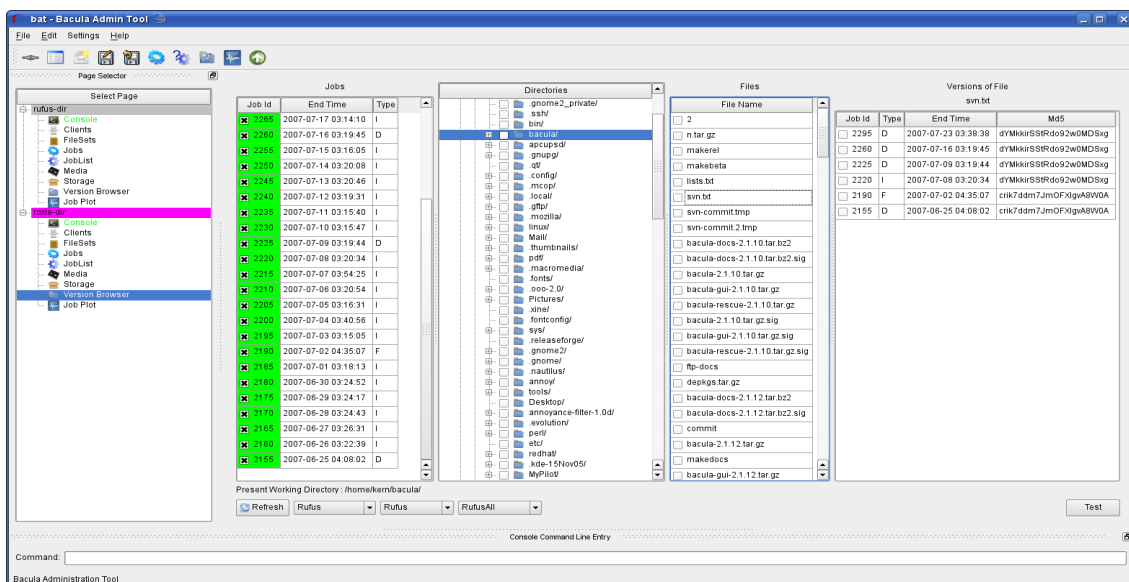 bat - Bacula Admin Tool
File Edit Settings Help
Page Selector
Select Page
rufus-dir
Console
Clients
FileSets
Jobs
JobList
Media
Storage
Version Browser
Job Plot
roxie-dir
Console
Clients
FileSets
Jobs
JobList
Media
Storage
Version Browser
Job Plot
Jobs
Job Id End Time Type
2265 2007-07-17 03:14:10 I
2260 2007-07-16 03:19:45 D
2255 2007-07-15 03:16:05 I
2250 2007-07-14 03:20:08 I
2245 2007-07-13 03:20:46 I
2240 2007-07-12 03:19:31 I
2235 2007-07-11 03:15:40 I
2230 2007-07-10 03:15:47 I
2225 2007-07-09 03:19:44 D
2220 2007-07-08 03:20:34 I
2215 2007-07-07 03:54:25 I
2210 2007-07-06 03:20:54 I
2205 2007-07-05 03:16:31 I
2200 2007-07-04 03:40:56 I
2195 2007-07-03 03:15:05 I
2190 2007-07-02 04:35:07 F
2185 2007-07-01 03:18:13 I
2180 2007-06-30 03:24:52 I
2175 2007-06-29 03:24:17 I
2170 2007-06-28 03:24:43 I
2165 2007-06-27 03:26:31 I
2160 2007-06-26 03:22:39 I
2155 2007-06-25 04:08:02 D
Directories
.gnome2_private/
.ssh/
bin/
bacula/
apcupsd/
.gnupg/
.qt/
.config/
.mcop/
.local/
.gftp/
.mozilla/
linux/
Mail/
.thumbnails/
pdf/
.macromedia/
.fonts/
.ooo-2.0/
Pictures/
.xine/
.fontconfig/
sys/
.releaseforge/
.gnome2/
.gnome/
.nautilus/
annoy/
tools/
Desktop/
annoyance-filter-1.0d/
.evolution/
perl/
etc/
redhat/
.kde-15Nov05/
MyPilot/
Files
File Name
2
n.tar.gz
makerel
makebeta
lists.txt
svn.txt
svn-commit.tmp
svn-commit.2.tmp
bacula-docs-2.1.10.tar.bz2
bacula-docs-2.1.10.tar.bz2.sig
bacula-2.1.10.tar.gz
bacula-gui-2.1.10.tar.gz
bacula-rescue-2.1.10.tar.gz
bacula-2.1.10.tar.gz.sig
bacula-gui-2.1.10.tar.gz.sig
bacula-rescue-2.1.10.tar.gz.sig
ftp-docs
depkgs.tar.gz
bacula-docs-2.1.12.tar.bz2
bacula-docs-2.1.12.tar.bz2.sig
commit
bacula-2.1.12.tar.gz
makedocs
bacula-gui-2.1.12.tar.gz
Versions of File
svn.txt
Job Id Type End Time Md5
2295 D 2007-07-23 03:38:38 dYMkkirSStRdo92w0MDSxg
2260 D 2007-07-16 03:19:45 dYMkkirSStRdo92w0MDSxg
2225 D 2007-07-09 03:19:44 dYMkkirSStRdo92w0MDSxg
2220 I 2007-07-08 03:20:34 dYMkkirSStRdo92w0MDSxg
2190 F 2007-07-02 04:35:07 crik7ddm7JmOFXIgvA8W0A
2155 D 2007-06-25 04:08:02 crik7ddm7JmOFXIgvA8W0A
Present Working Directory : /home/kern/bacula/
Refresh Rufus Rufus RufusAll Test
Console Command Line Entry
Command:
Bacula Administration Tool